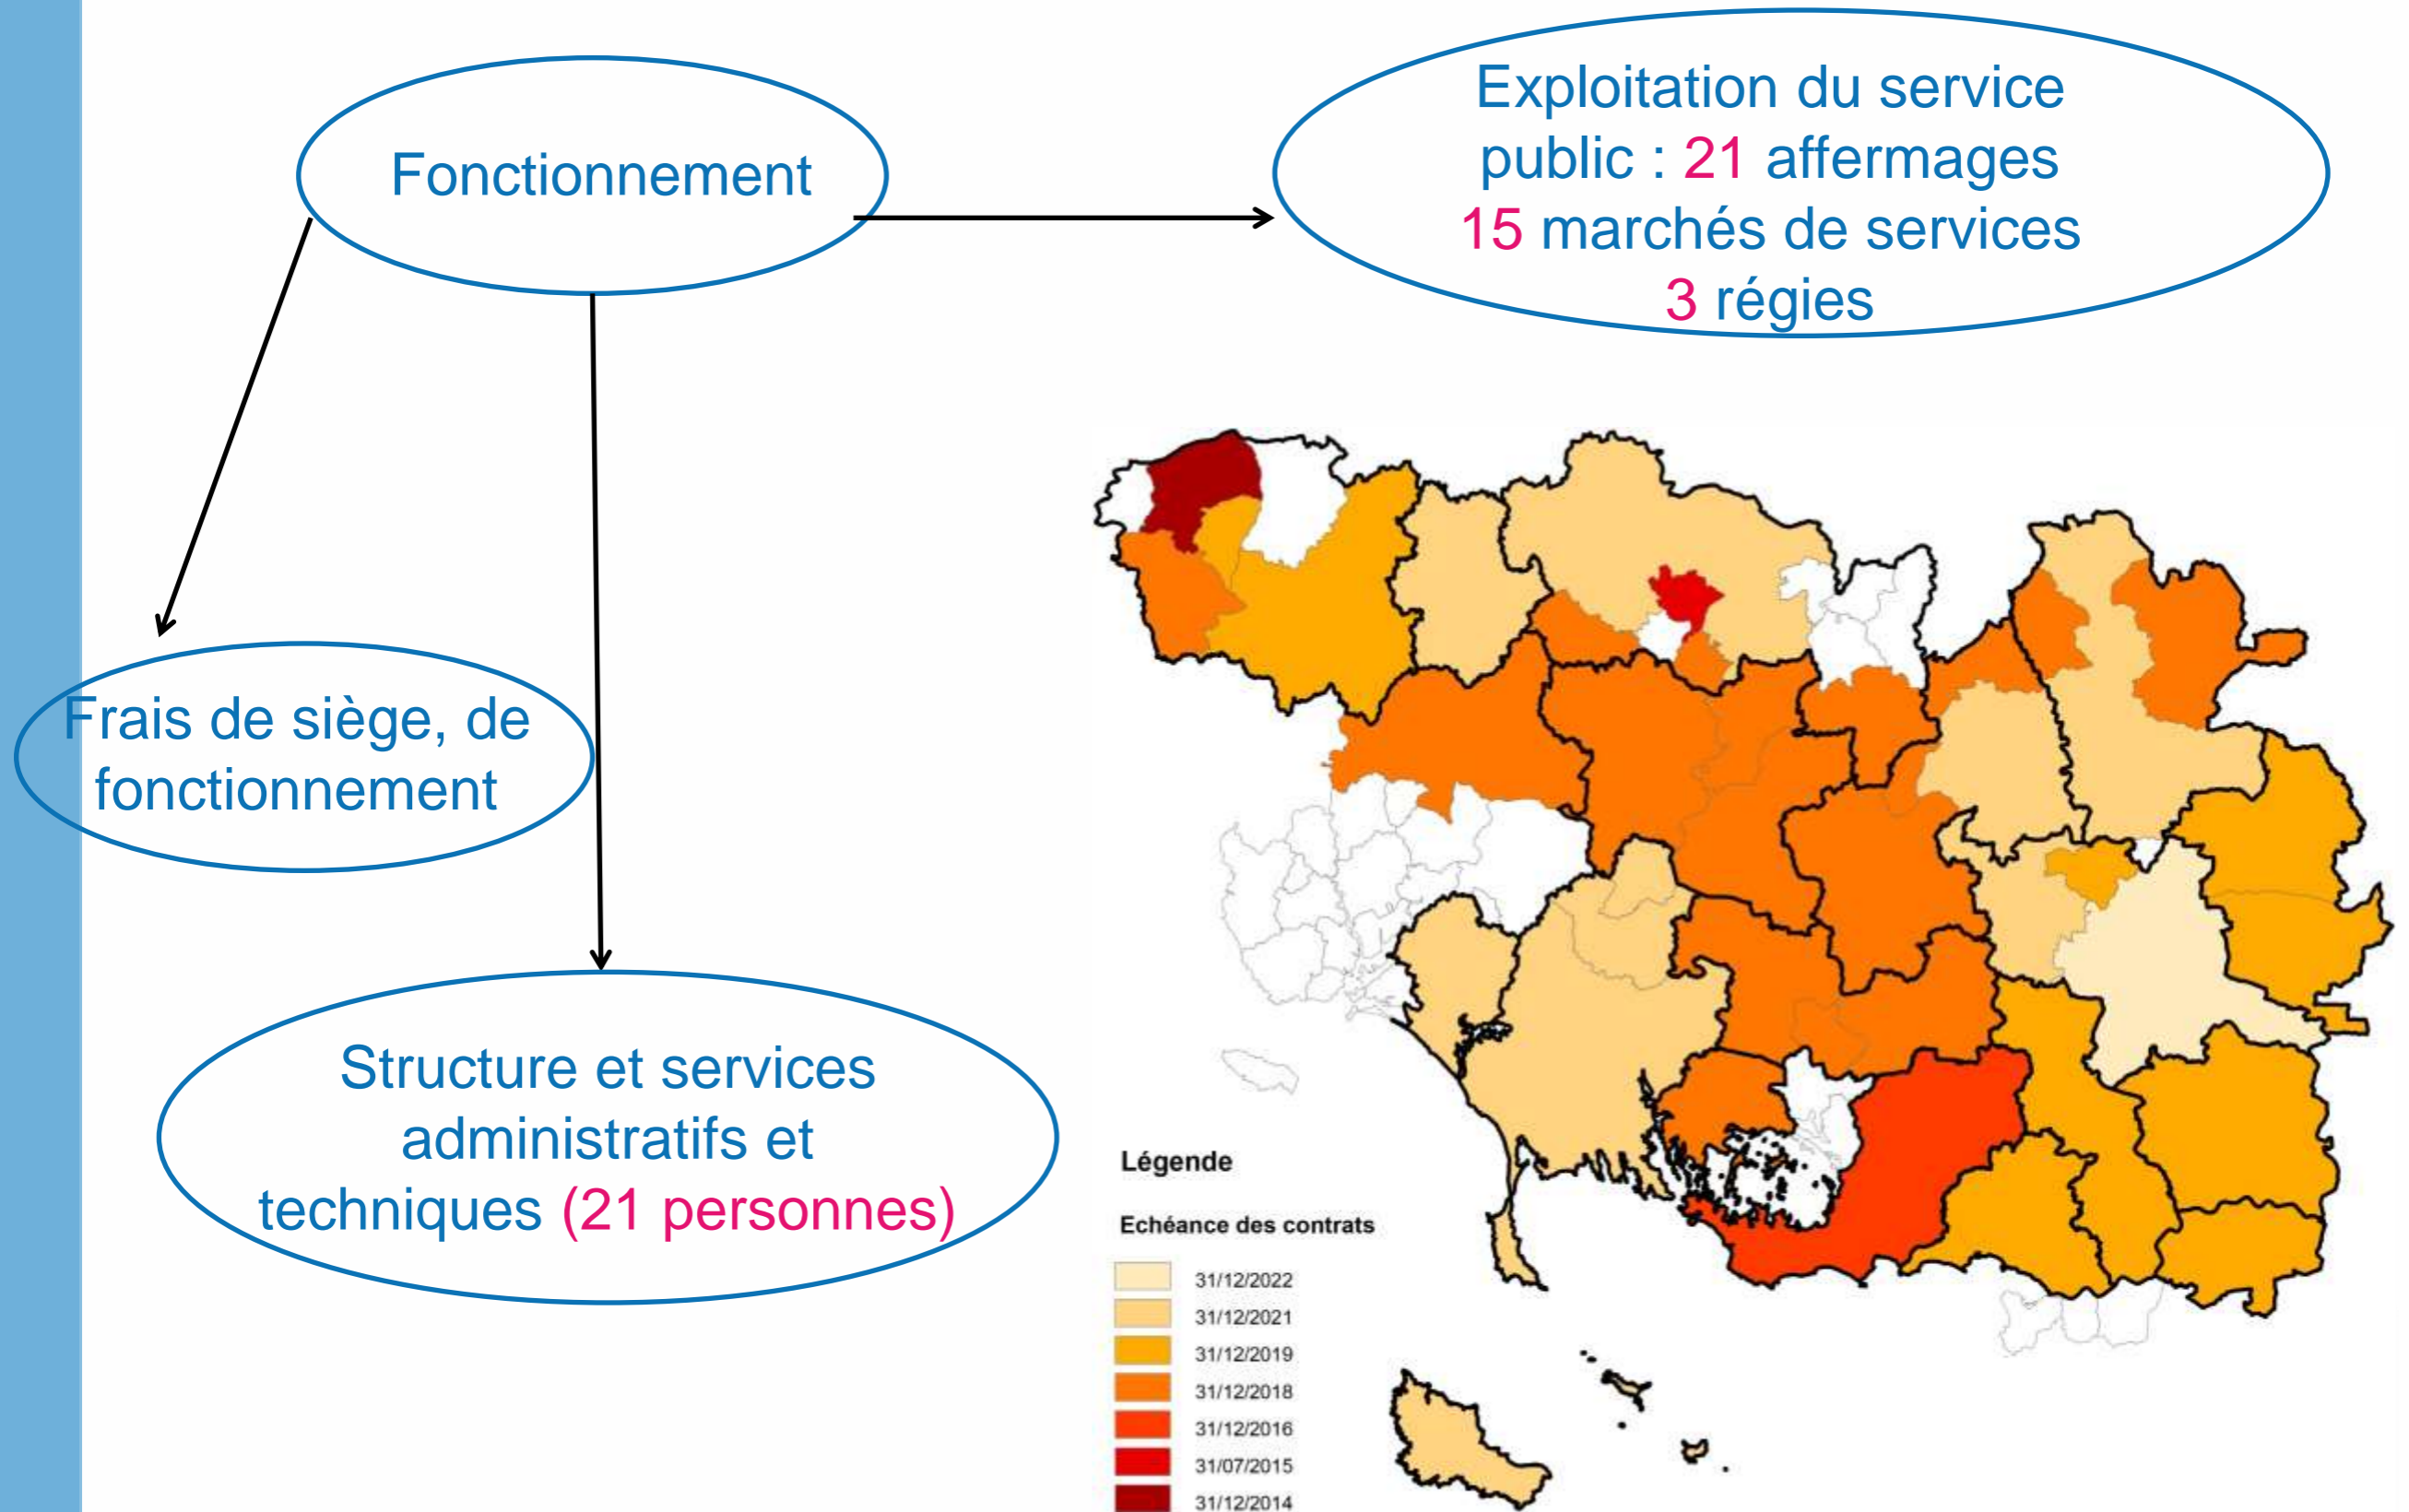 Fonctionnement
Exploitation du service
public : 21 affermages
15 marchés de services
3 régies
Frais de siège, de
fonctionnement
Structure et services
administratifs et
techniques (21 personnes)
Légende
Echéance des contrats
31/12/2022
31/12/2021
31/12/2019
31/12/2018
31/12/2016
31/07/2015
31/12/2014